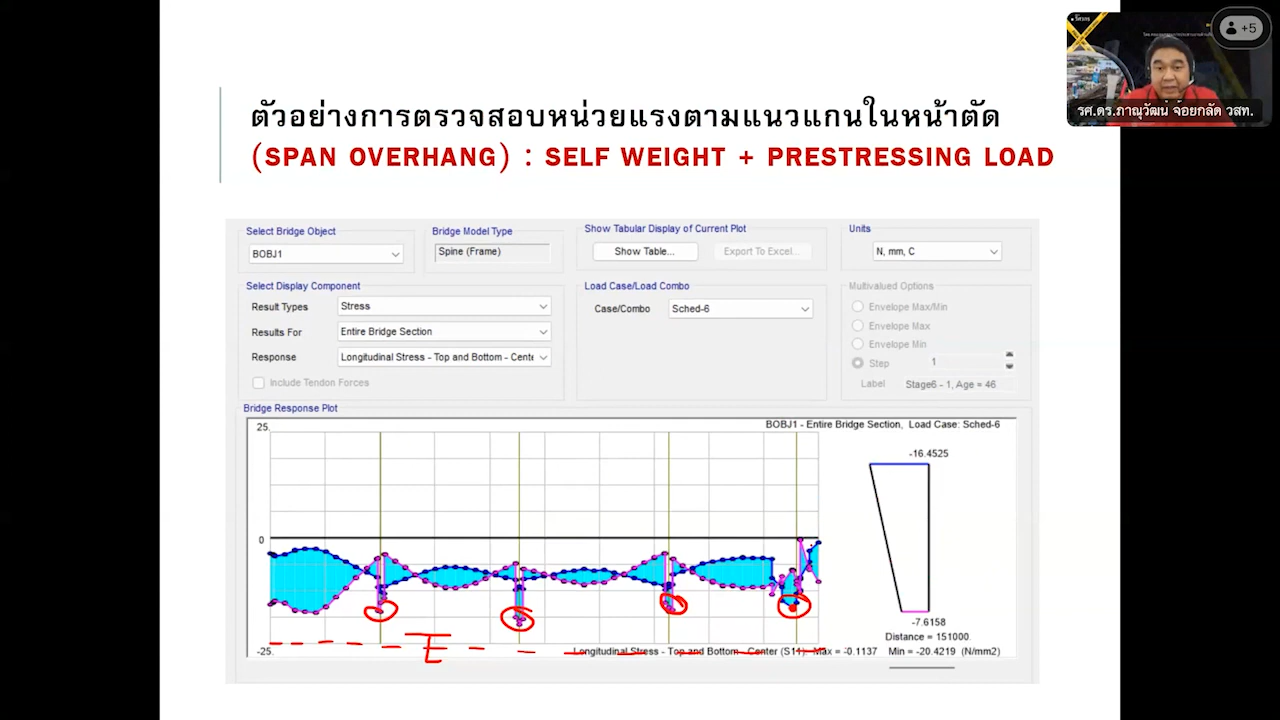 ตัวอย่างการตรวจสอบหน่วยแรงตามแนวแกนในหน้าตัด
(SPAN OVERHANG) : SELF WEIGHT + PRESTRESSING LOAD
+5
รศ.ดร.ภาณุวัฒน์ จ้อยกลัด วสท.
Select Bridge Object
BOBJ1
Bridge Model Type
Spine (Frame)
Show Tabular Display of Current Plot
Show Table...
Export To Excel...
Units
N, mm, C
Select Display Component
Result Types
Stress
Results For
Entire Bridge Section
Response
Longitudinal Stress - Top and Bottom - Cente
Include Tendon Forces
Load Case/Load Combo
Case/Combo
Sched-6
Multivalued Options
Envelope Max/Min
Envelope Max
Envelope Min
Step
1
Label
Stage6 - 1, Age = 46
Bridge Response Plot
25.
BOBJ1 - Entire Bridge Section, Load Case: Sched-6
-16.4525
0
-7.6158
Distance = 151000.
-25.
Longitudinal Stress - Top and Bottom - Center (S11) Max = -0.1137 Min = -20.4219 (N/mm2)